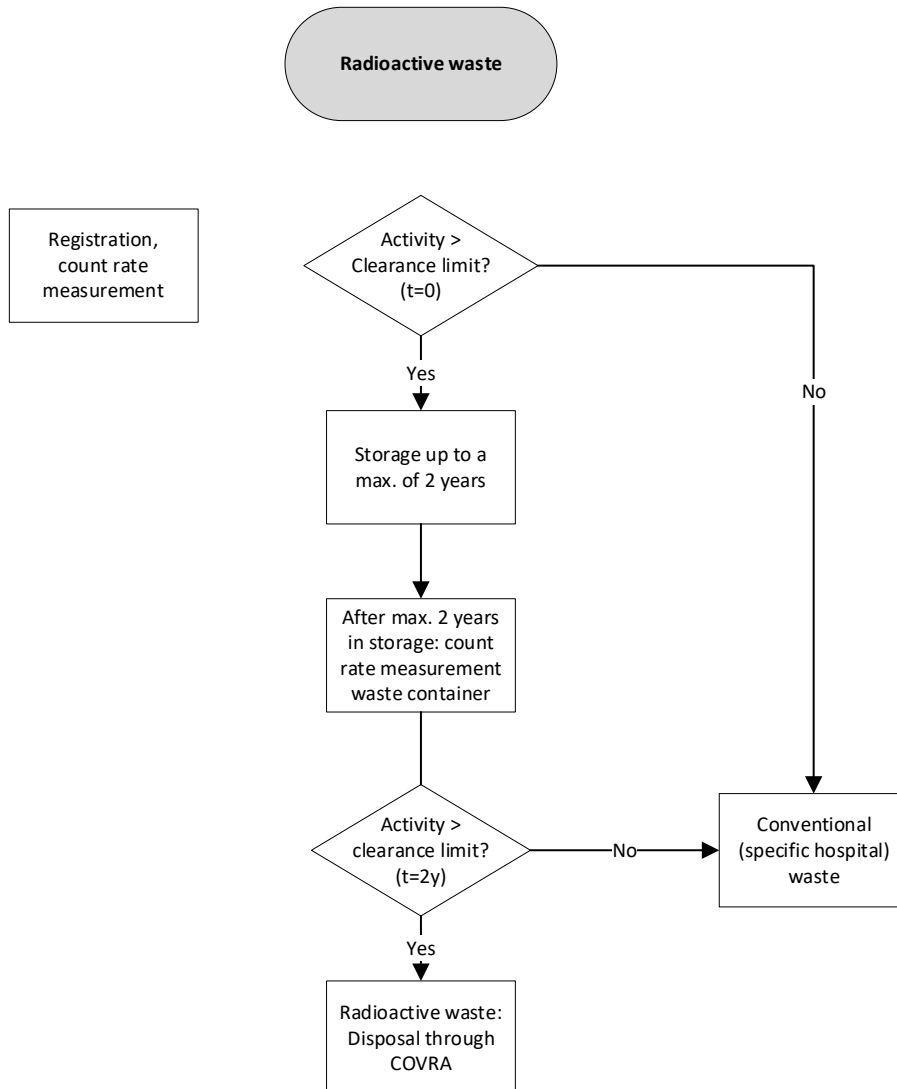 Radioactive waste
Registration,
count rate
measurement
Activity >
Clearance limit?
(t=0)
Yes
No
Storage up to a
max. of 2 years
After max. 2 years
in storage: count
rate measurement
waste container
Activity >
clearance limit?
(t=2y)
No
Conventional
(specific hospital)
waste
Yes
Radioactive waste:
Disposal through
COVRA